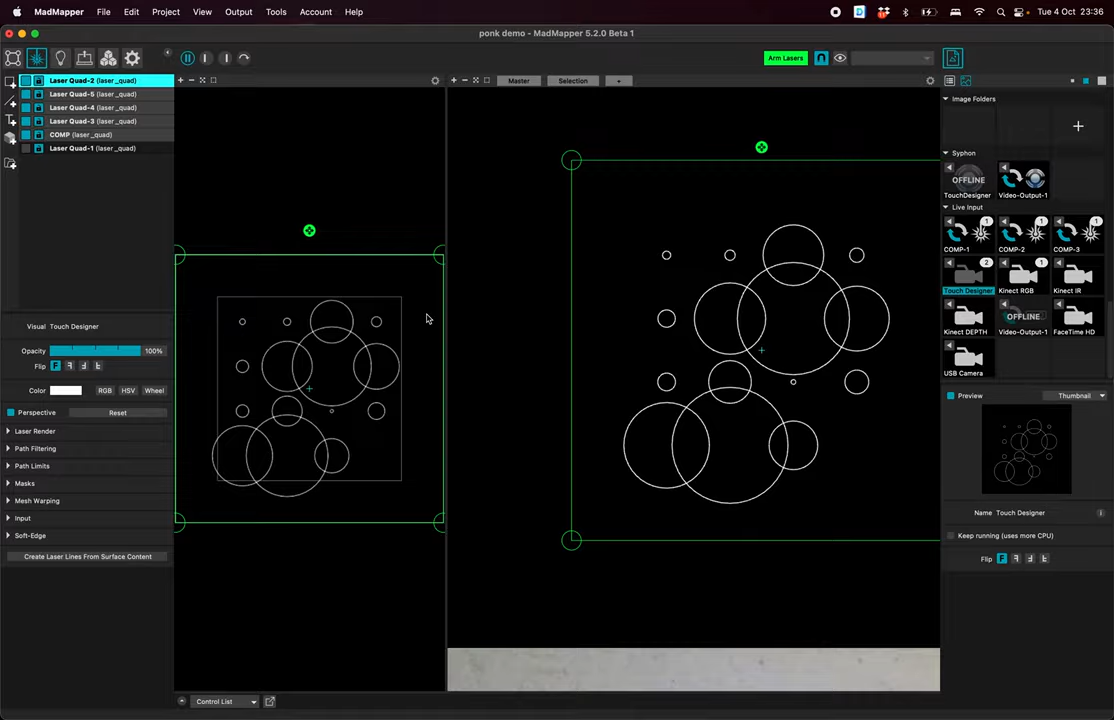 MadMapper File Edit Project View Output Tools Account Help Tue 4 Oct 23:36
ponk demo - MadMapper 5.2.0 Beta 1
Arm Lasers
Laser Quad-2 (laser_quad)
Laser Quad-5 (laser_quad)
Laser Quad-4 (laser_quad)
Laser Quad-3 (laser_quad)
COMP (laser_quad)
Laser Quad-1 (laser_quad)
Master Selection +
Image Folders
Syphon
OFFLINE
TouchDesigner Video-Output-1
Live Input
1 1 1
COMP-1 COMP-2 COMP-3
2 1
Touch Designer Kinect RGB Kinect IR
OFFLINE
Kinect DEPTH Video-Output-1 FaceTime HD
USB Camera
Visual Touch Designer
Opacity 100%
Flip F
Color RGB HSV Wheel
Perspective Reset
Laser Render
Path Filtering
Path Limits
Masks
Mesh Warping
Input
Soft-Edge
Create Laser Lines From Surface Content
Preview Thumbnail
Name Touch Designer
Keep running (uses more CPU)
Flip F
Control List